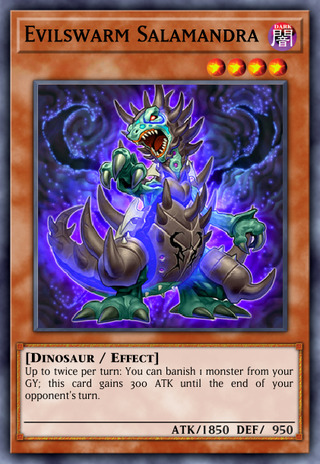 Evilswarm Salamandra
DARK
闇
[Dinosaur / Effect]
Up to twice per turn: You can banish 1 monster from your
GY; this card gains 300 ATK until the end of your
opponent's turn.
ATK/1850 DEF/ 950